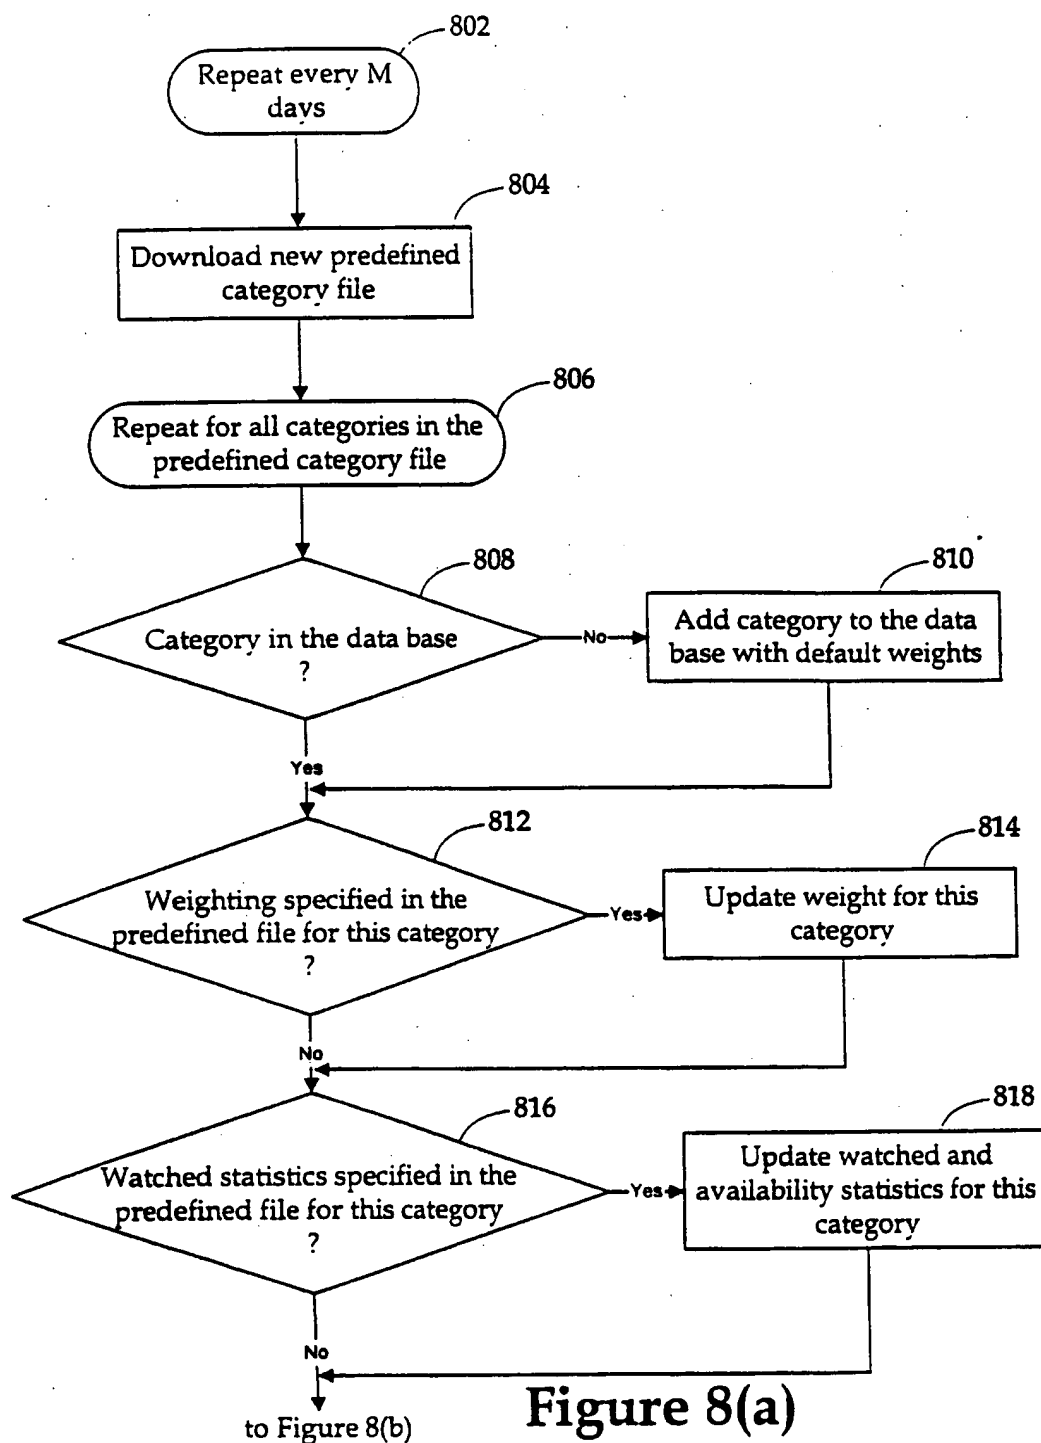 802
Repeat every M
days
804
Download new predefined
category file
806
Repeat for all categories in the
predefined category file
808
Category in the data base
?
No
810
Add category to the data
base with default weights
Yes
812
Weighting specified in the
predefined file for this category
?
Yes
814
Update weight for this
category
No
816
Watched statistics specified in the
predefined file for this category
?
Yes
818
Update watched and
availability statistics for this
category
No
to Figure 8(b)
Figure 8(a)